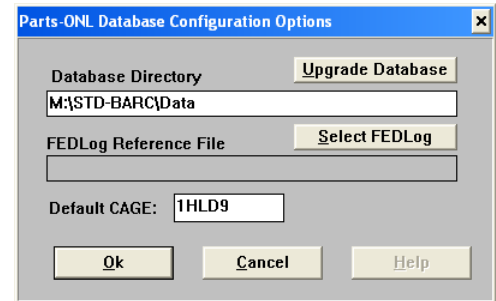 Parts-ONL Database Configuration Options
Database Directory
Upgrade Database
M:\STD-BARC\Data
FEDLog Reference File
Select FEDLog
Default CAGE: 1HLD9
Ok Cancel Help